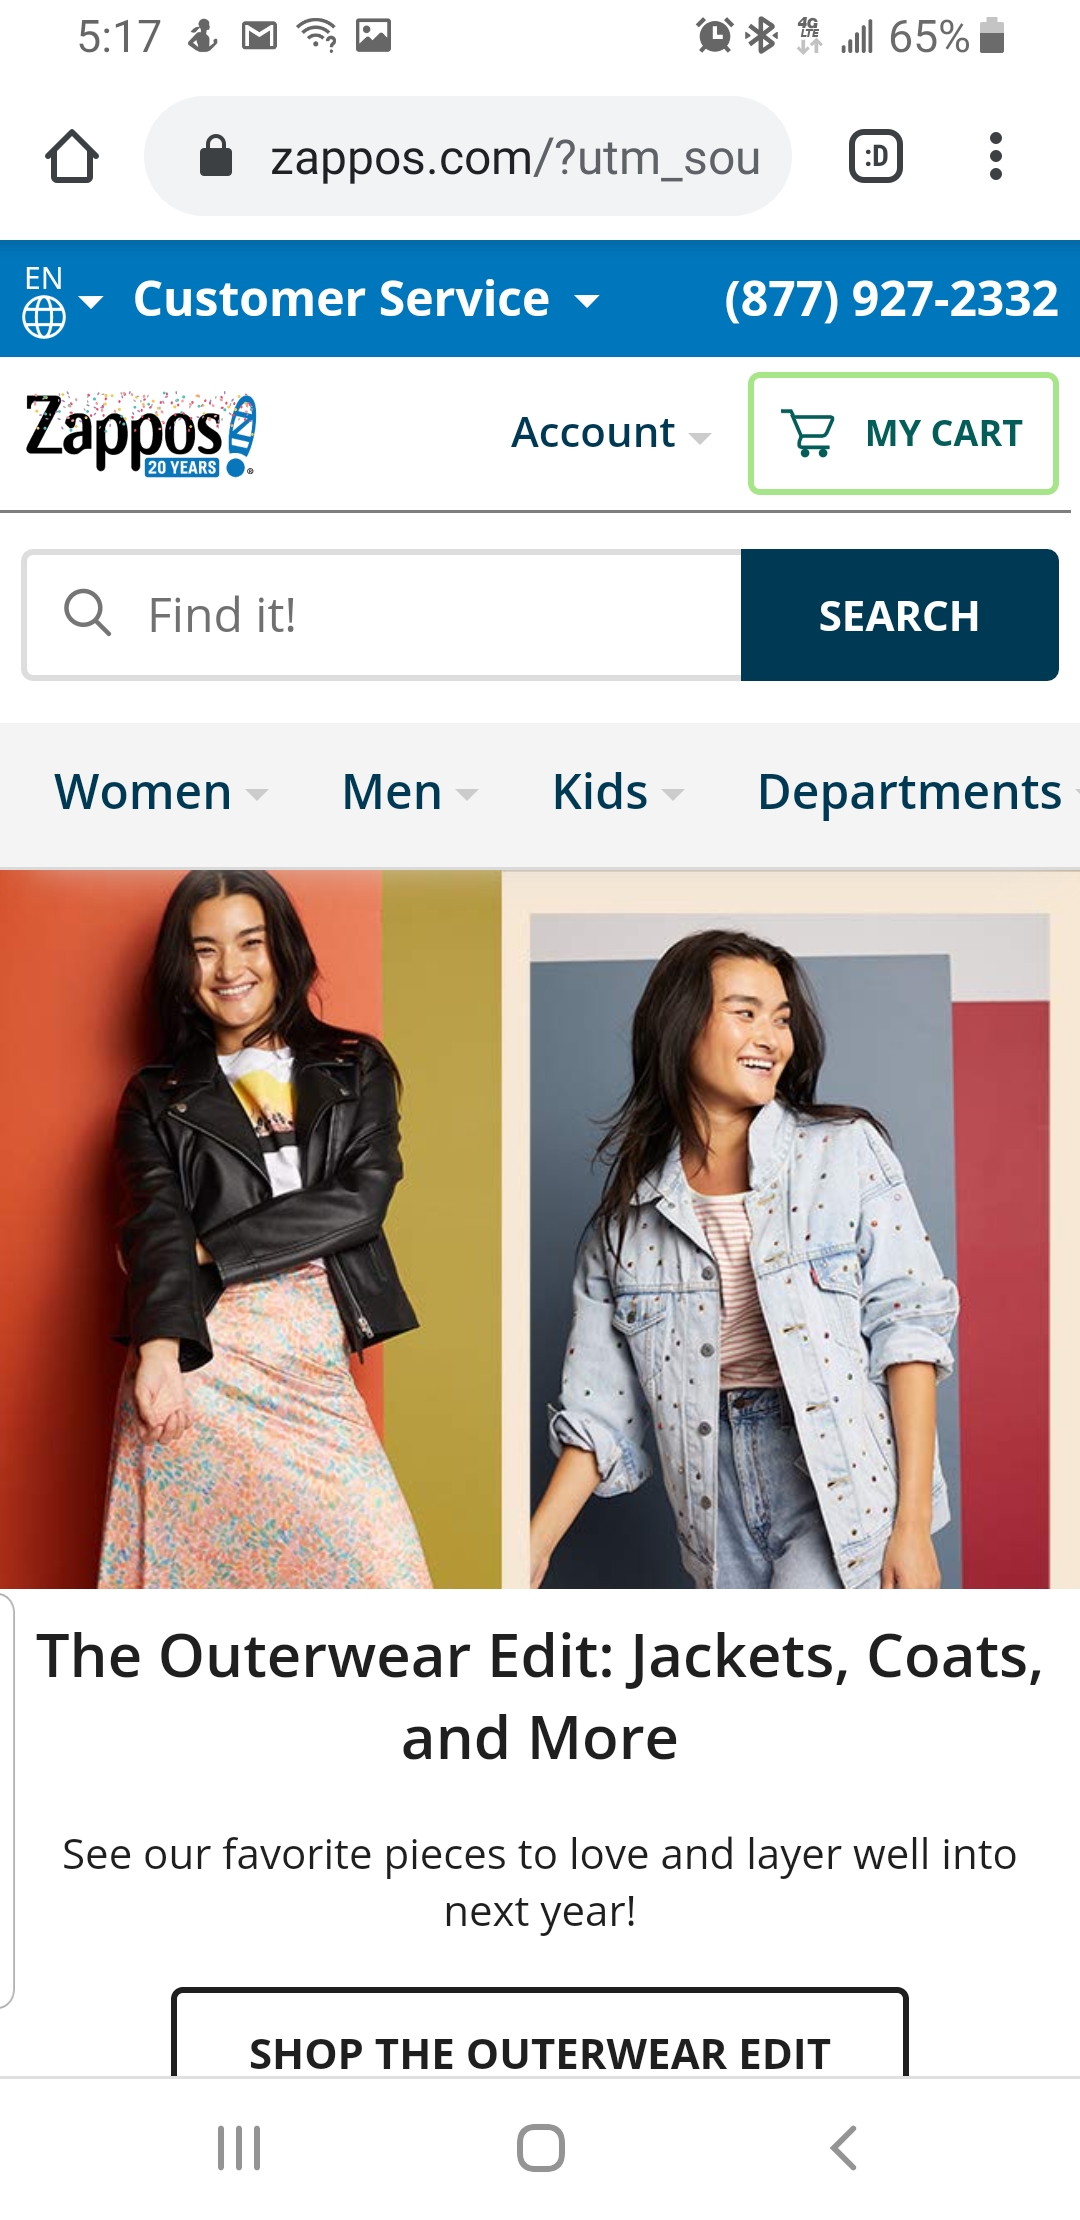 5:17
4G
LTE
65%
zappos.com/?utm_sou
:D
EN
Customer Service
(877) 927-2332
Zappos
20 YEARS
Account
MY CART
Find it!
SEARCH
Women
Men
Kids
Departments
The Outerwear Edit: Jackets, Coats,
and More
See our favorite pieces to love and layer well into
next year!
SHOP THE OUTERWEAR EDIT